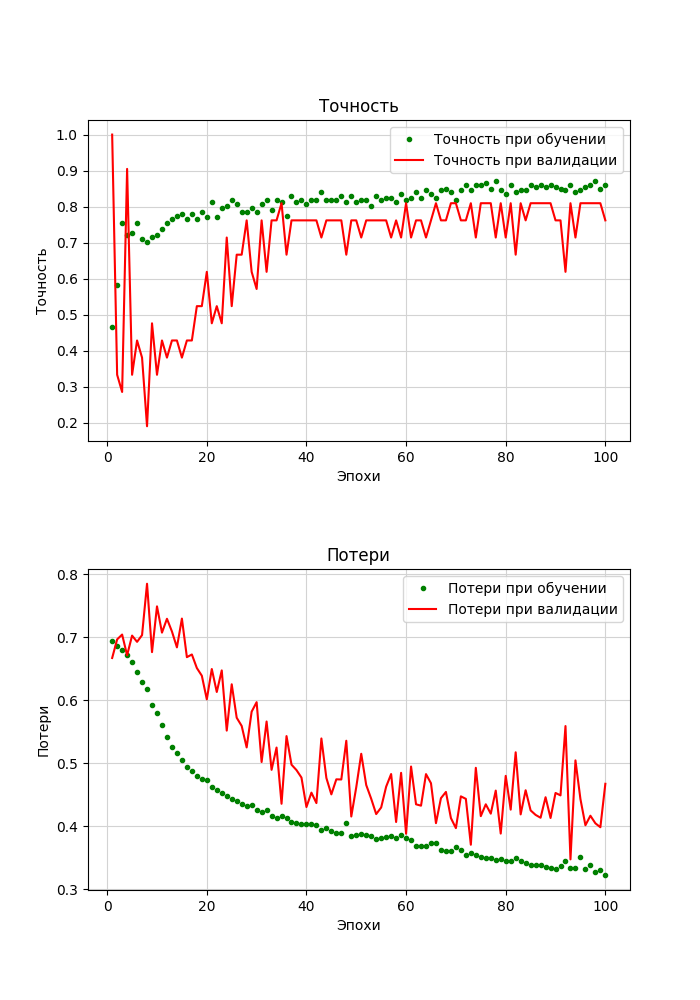 Точность
Точность при обучении
Точность при валидации
Точность
1.0
0.9
0.8
0.7
0.6
0.5
0.4
0.3
0.2
0 20 40 60 80 100
Эпохи
Потери
Потери при обучении
Потери при валидации
Потери
0.8
0.7
0.6
0.5
0.4
0.3
0 20 40 60 80 100
Эпохи